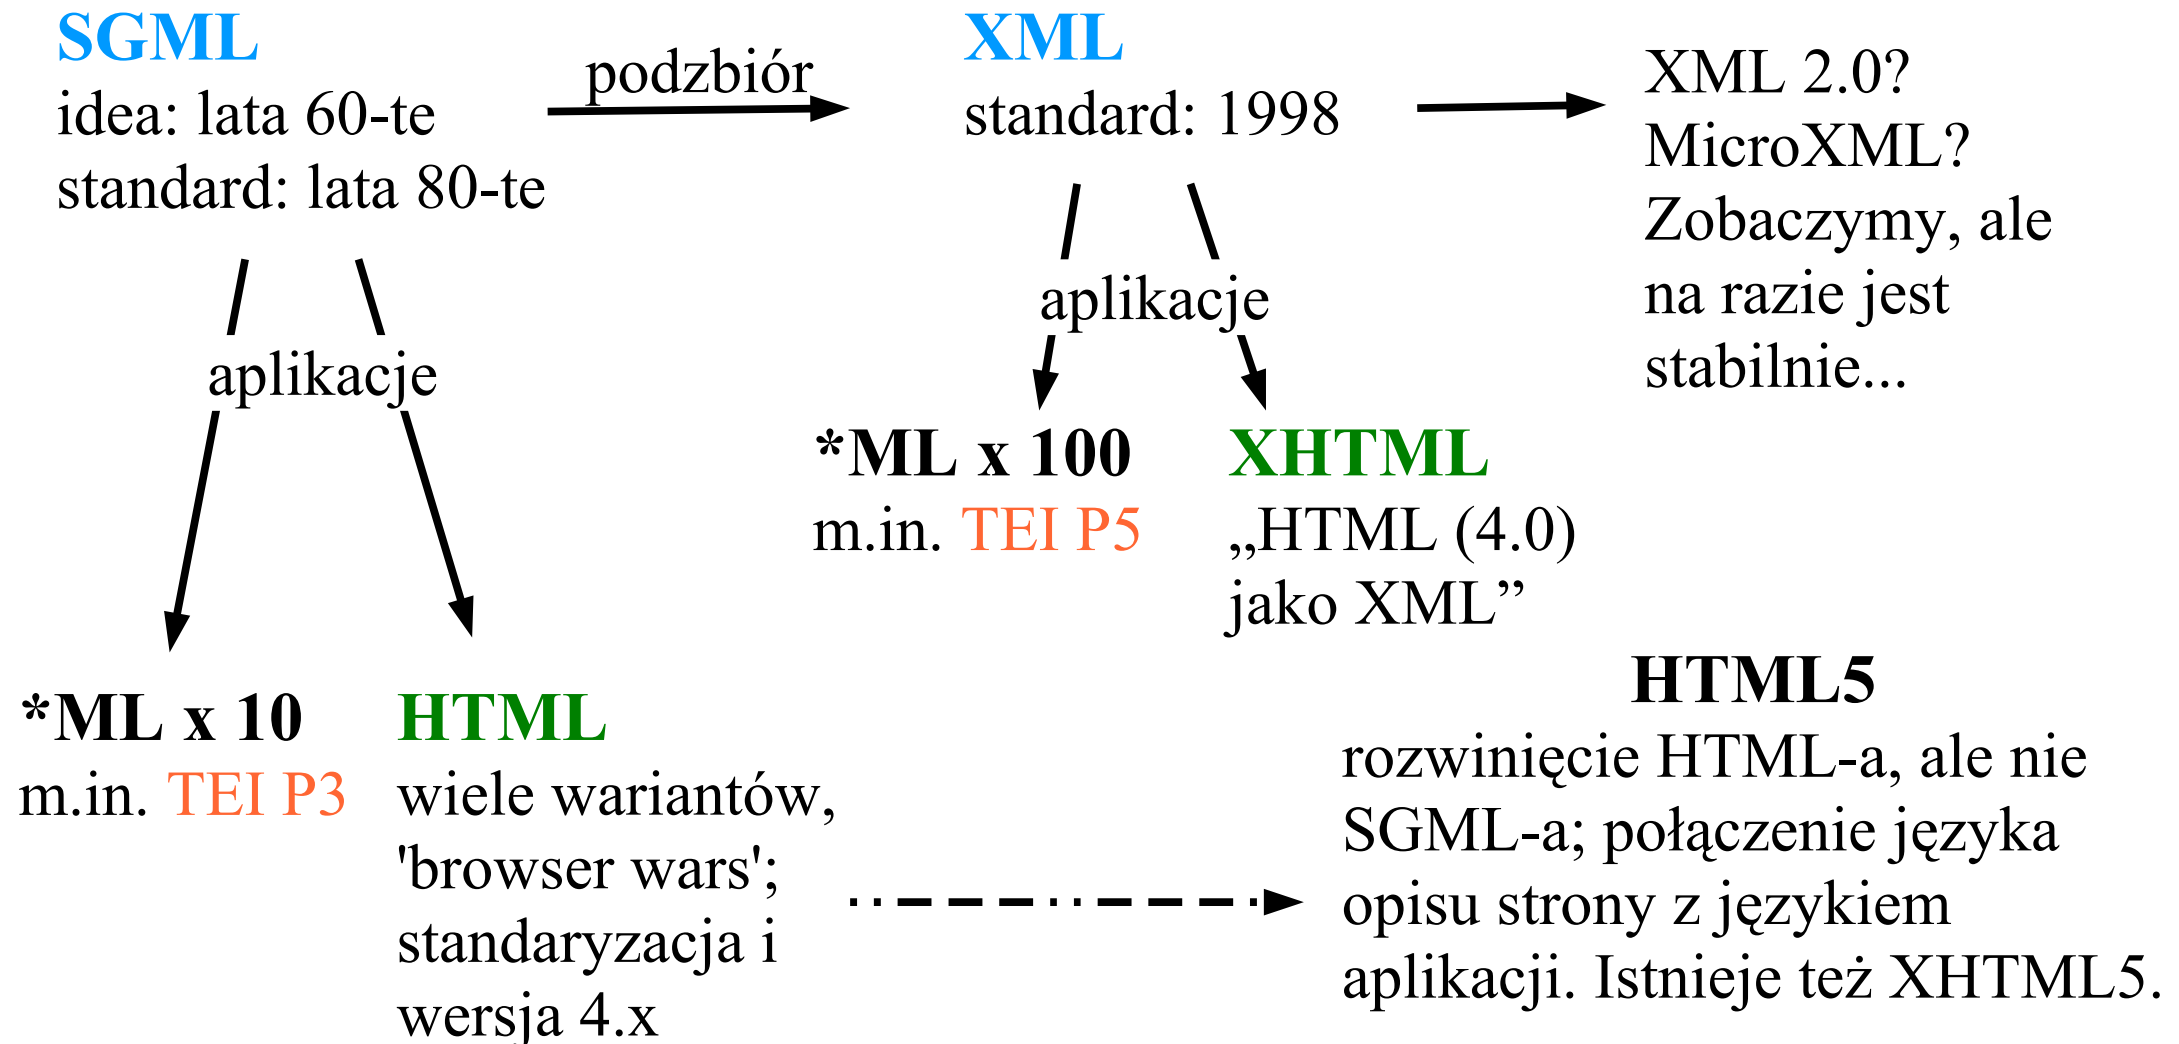 SGML
idea: lata 60-te
standard: lata 80-te
podzbiór
XML
standard: 1998
XML 2.0?
MicroXML?
Zobaczymy, ale
na razie jest
stabilnie...
aplikacje
aplikacje
*ML x 100
m.in. TEI P5
XHTML
„HTML (4.0)
jako XML”
*ML x 10
m.in. TEI P3
HTML
wiele wariantów,
'browser wars';
standaryzacja i
wersja 4.x
HTML5
rozwinięcie HTML-a, ale nie
SGML-a; połączenie języka
opisu strony z językiem
aplikacji. Istnieje też XHTML5.